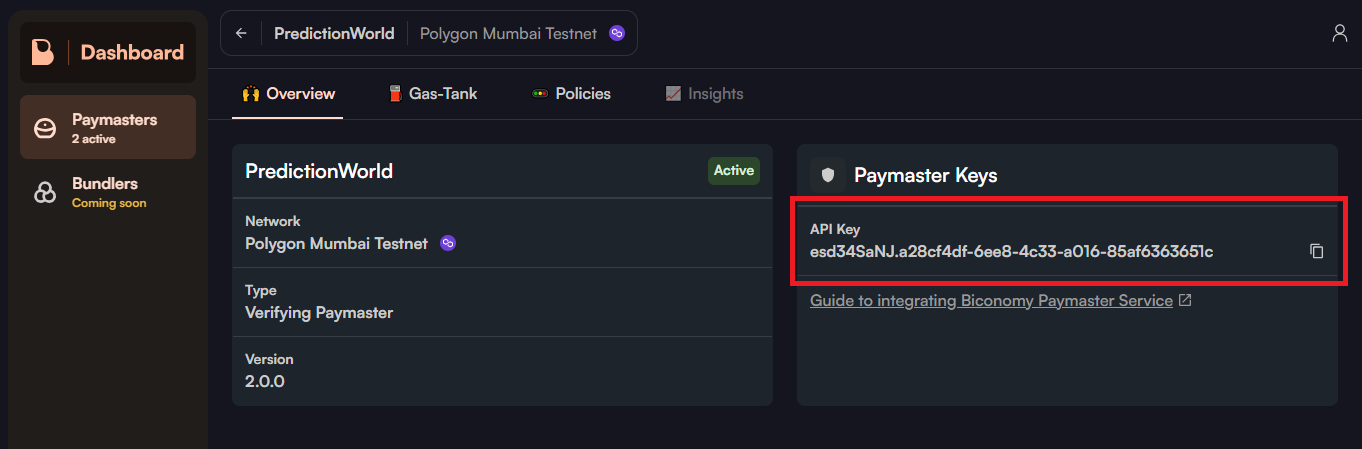 Dashboard
Paymasters
2 active
Bundlers
Coming soon
PredictionWorld
Polygon Mumbai Testnet
Overview
Gas-Tank
Policies
Insights
PredictionWorld
Active
Network
Polygon Mumbai Testnet
Type
Verifying Paymaster
Version
2.0.0
Paymaster Keys
API Key
esd34SaNJ.a28cf4df-6ee8-4c33-a016-85af6363651c
Guide to integrating Biconomy Paymaster Service